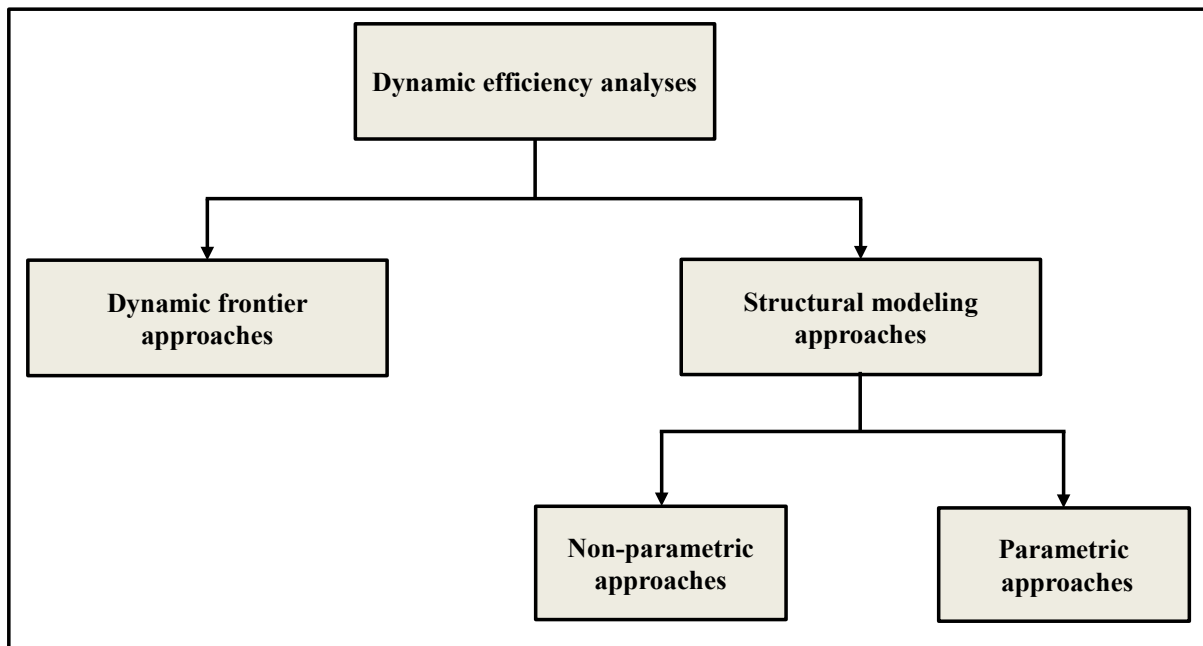 Dynamic efficiency analyses
Dynamic frontier
approaches
Structural modeling
approaches
Non-parametric
approaches
Parametric
approaches